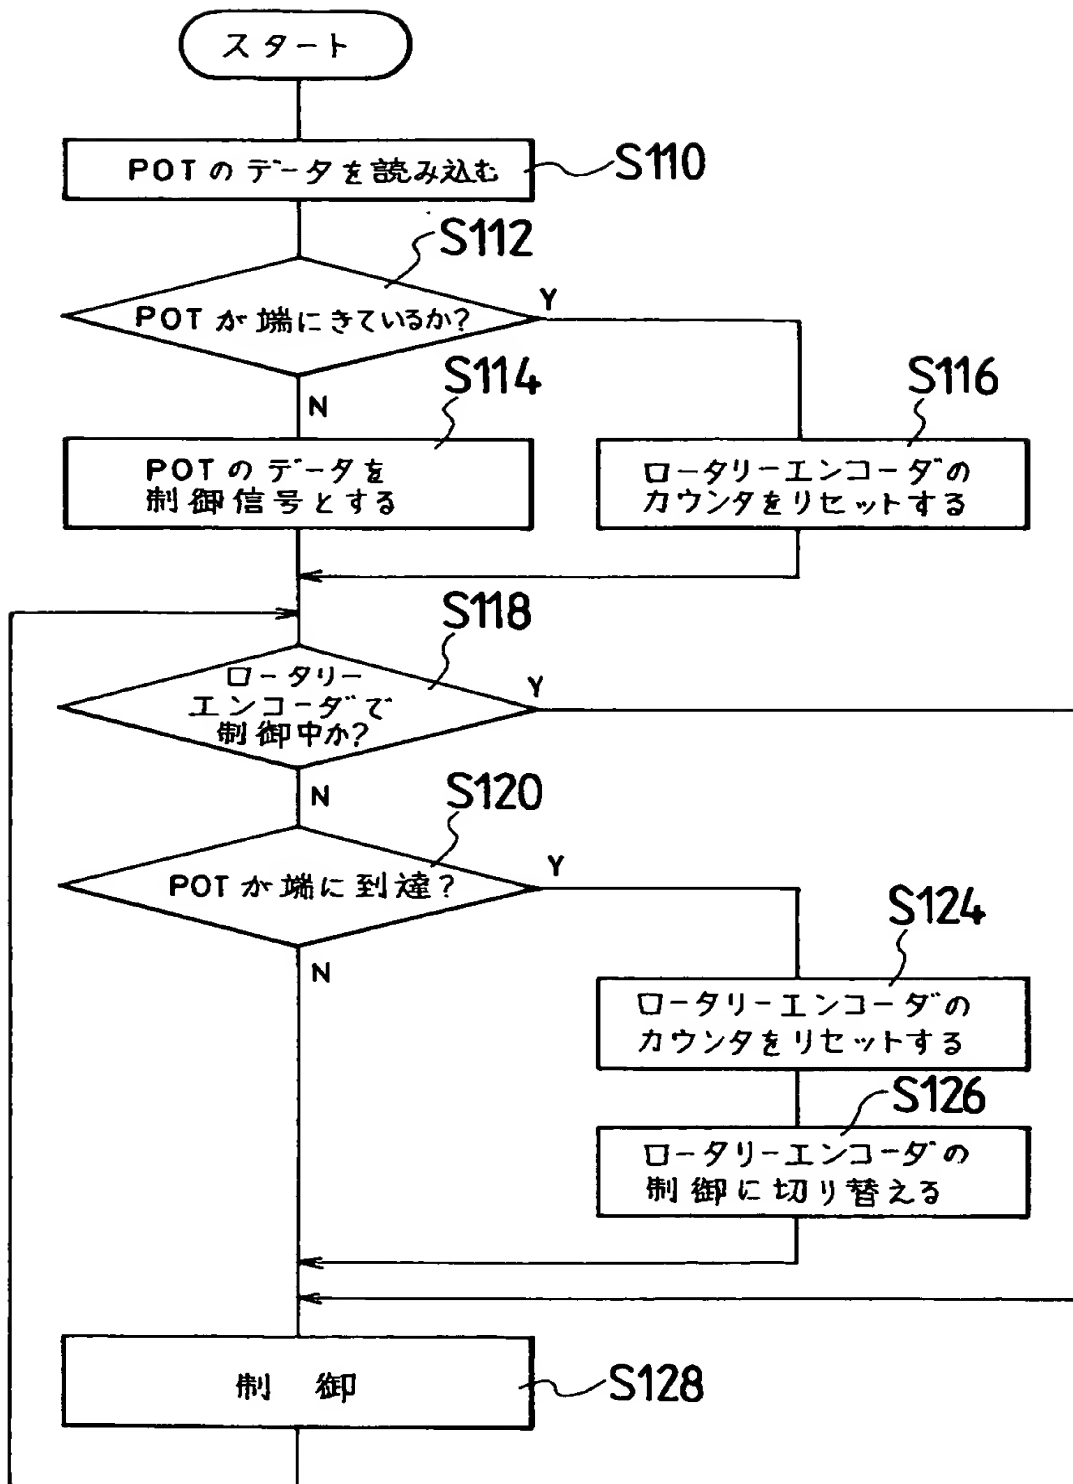 スタート
POTのデータを読み込む
S110
S112
POTが端にきているか?
Y
N
S114
S116
POTのデータを
制御信号とする
ロータリーエンコーダの
カウンタをリセットする
S118
ロータリー
エンコーダで
制御中か?
Y
N
S120
POTが端に到達?
Y
N
S124
ロータリーエンコーダの
カウンタをリセットする
S126
ロータリーエンコーダの
制御に切り替える
制 御
S128